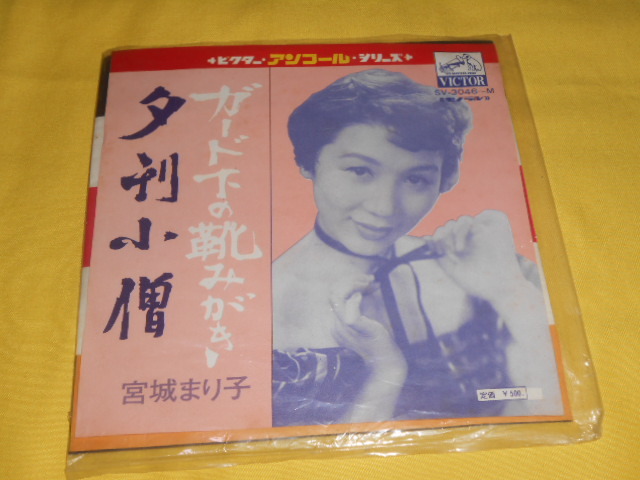 +ビクター・アンコール・シリーズ+
VICTOR
SV-3046-M
ガード下の靴みがき
夕刊小僧
宮城まり子
定価 ¥500.